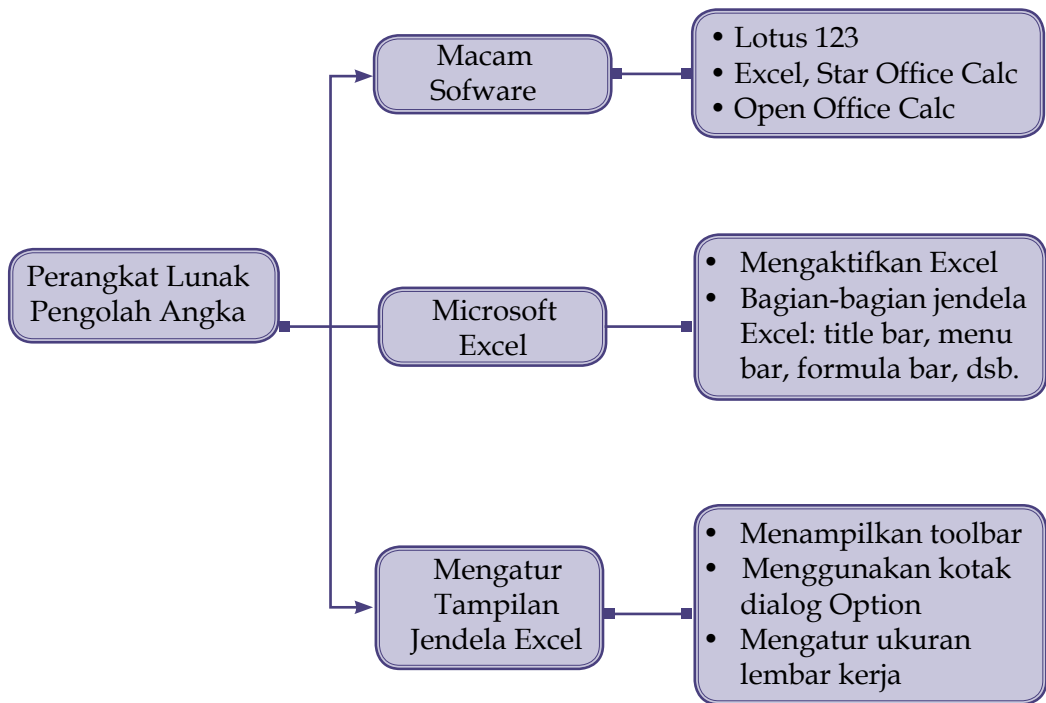 Perangkat Lunak
Pengolah Angka
Macam
Sofware
• Lotus 123
• Excel, Star Office Calc
• Open Office Calc
Microsoft
Excel
• Mengaktifkan Excel
• Bagian-bagian jendela
Excel: title bar, menu
bar, formula bar, dsb.
Mengatur
Tampilan
Jendela Excel
• Menampilkan toolbar
• Menggunakan kotak
dialog Option
• Mengatur ukuran
lembar kerja